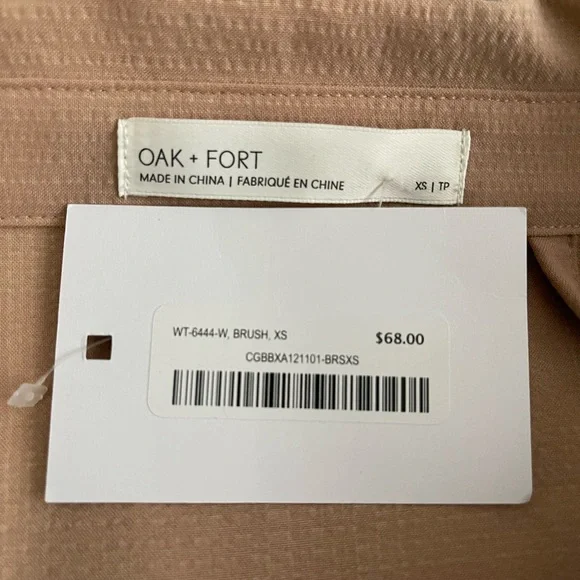 OAK + FORT
MADE IN CHINA | FABRIQUÉ EN CHINE XS | TP
WT-6444-W, BRUSH, XS $68.00
CGBBXA121101-BRSXS